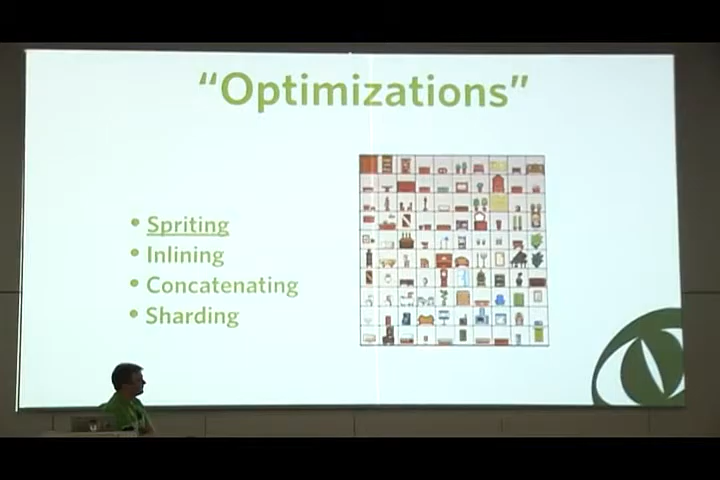 “Optimizations”
• Spriting
• Inlining
• Concatenating
• Sharding